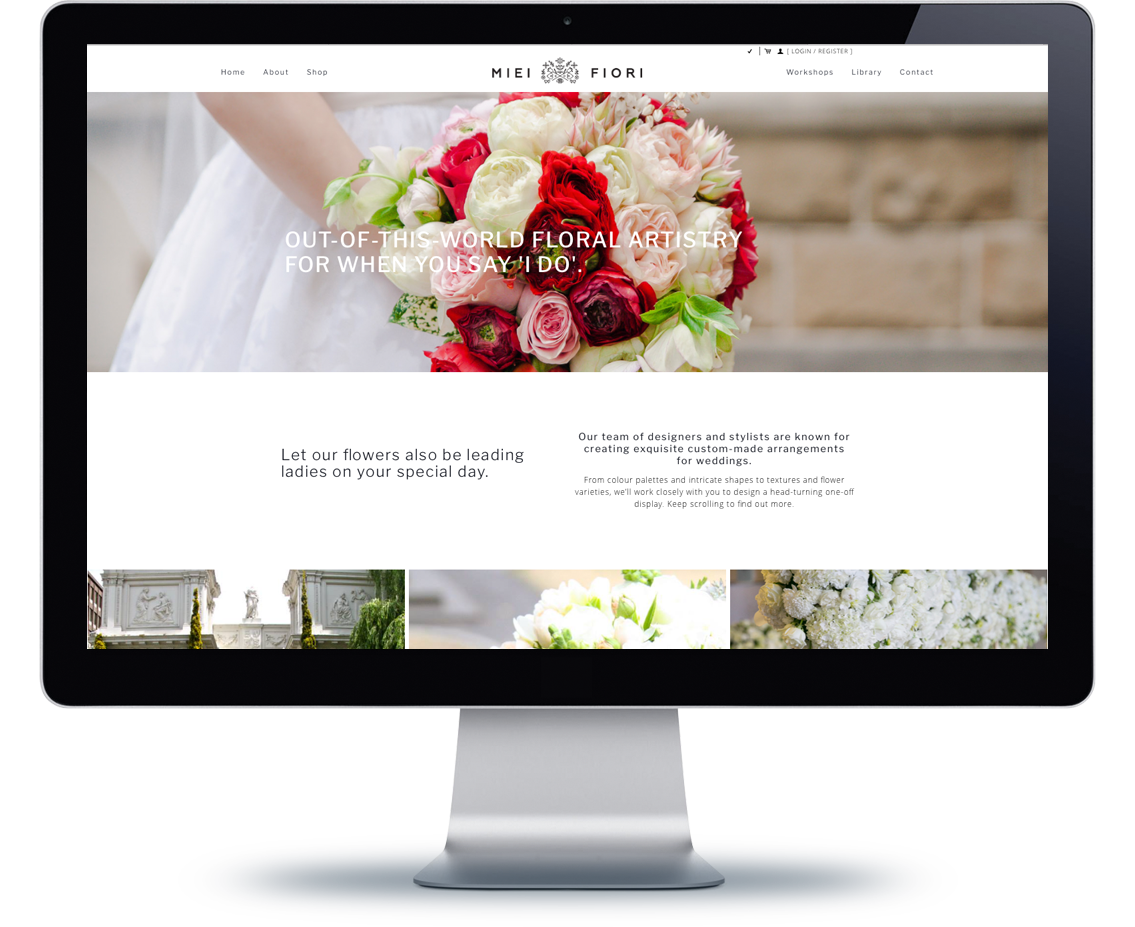 [ LOGIN / REGISTER ]
Home About Shop MIEI FIORI Workshops Library Contact
OUT-OF-THIS-WORLD FLORAL ARTISTRY
FOR WHEN YOU SAY 'I DO'.
Let our flowers also be leading
ladies on your special day.
Our team of designers and stylists are known for
creating exquisite custom-made arrangements
for weddings.
From colour palettes and intricate shapes to textures and flower
varieties, we'll work closely with you to design a head-turning one-off
display. Keep scrolling to find out more.